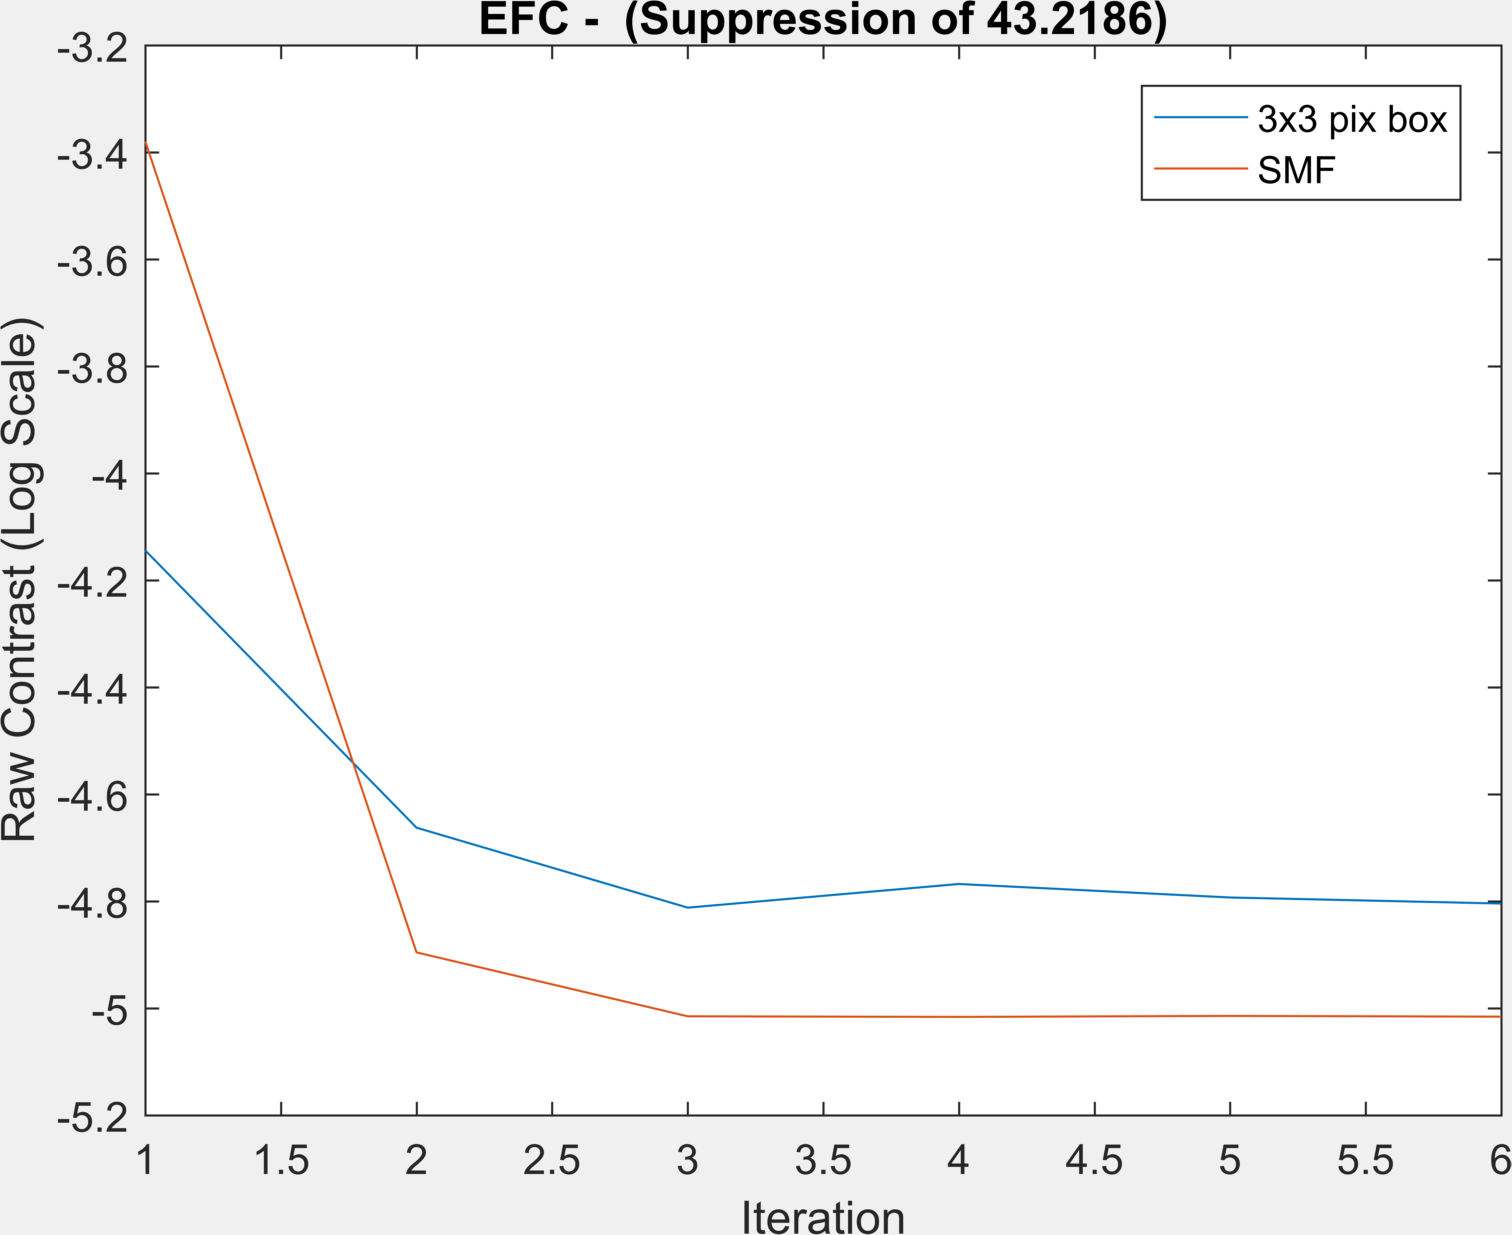 EFC - (Suppression of 43.2186)
-3.2
-3.4
-3.6
-3.8
-4
-4.2
-4.4
-4.6
-4.8
-5
-5.2
Raw Contrast (Log Scale)
3x3 pix box
SMF
1 1.5 2 2.5 3 3.5 4 4.5 5 5.5 6
Iteration